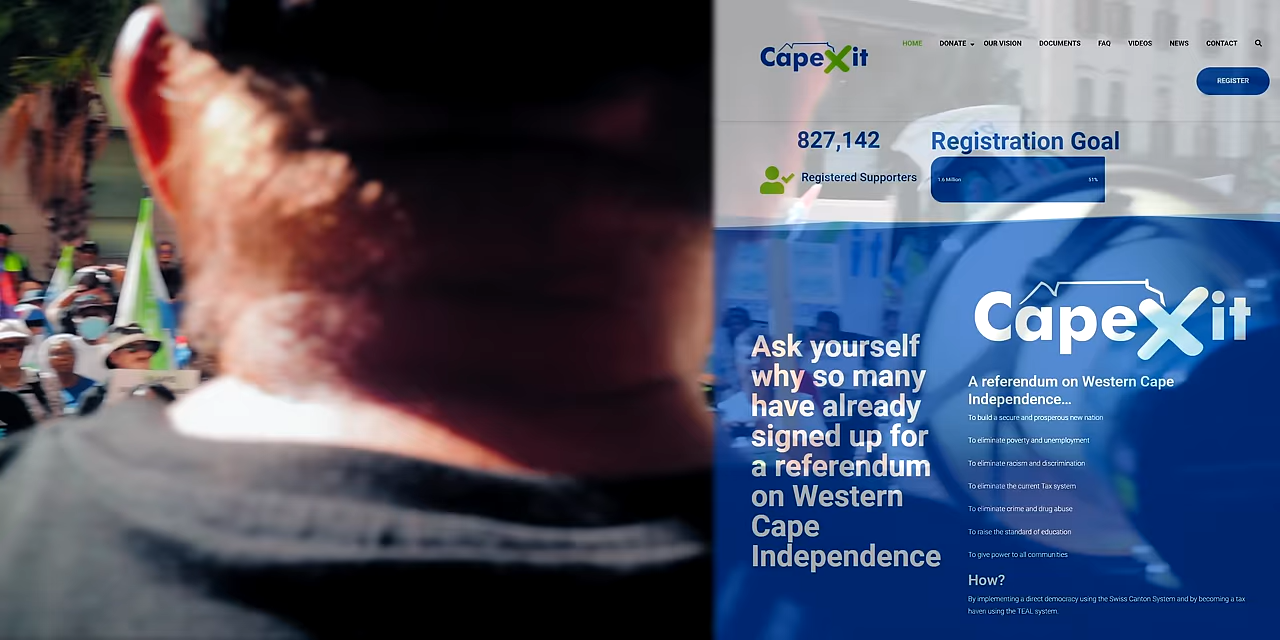 CapeXit
HOME DONATE OUR VISION DOCUMENTS FAQ VIDEOS NEWS CONTACT
REGISTER
827,142
Registered Supporters
Registration Goal
1.6 Million 51%
Ask yourself
why so many
have already
signed up for
a referendum
on Western
Cape
Independence
CapeXit
A referendum on Western Cape
Independence...
To build a secure and prosperous new nation
To eliminate poverty and unemployment
To eliminate racism and discrimination
To eliminate the current Tax system
To eliminate crime and drug abuse
To raise the standard of education
To give power to all communities
How?
By implementing a direct democracy using the Swiss Canton System and by becoming a tax
haven using the TEAL system.